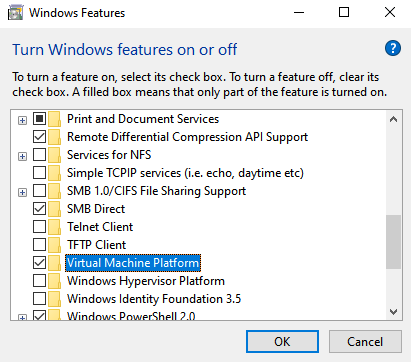 Windows Features
Turn Windows features on or off
?
To turn a feature on, select its check box. To turn a feature off, clear its
check box. A filled box means that only part of the feature is turned on.
Print and Document Services
Remote Differential Compression API Support
Services for NFS
Simple TCPIP services (i.e. echo, daytime etc)
SMB 1.0/CIFS File Sharing Support
SMB Direct
Telnet Client
TFTP Client
Virtual Machine Platform
Windows Hypervisor Platform
Windows Identity Foundation 3.5
Windows PowerShell 2.0
OK
Cancel